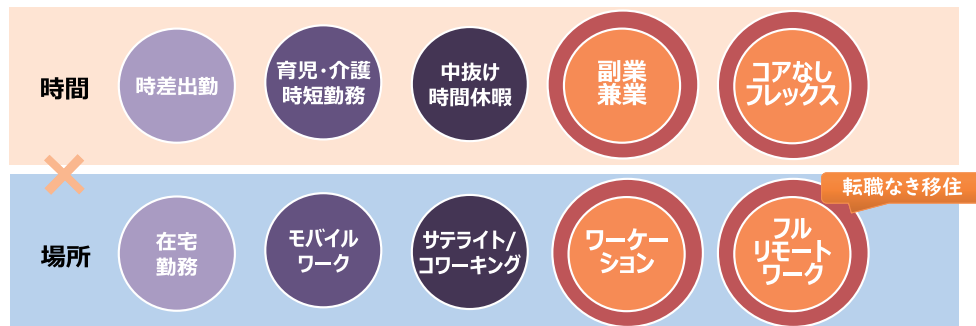 時間
時差出勤
育児・介護
時短勤務
中抜け
時間休暇
副業
兼業
コアなし
フレックス
転職なき移住
場所
在宅
勤務
モバイル
ワーク
サテライト/
コワーキング
ワーケー
ション
フル
リモート
ワーク